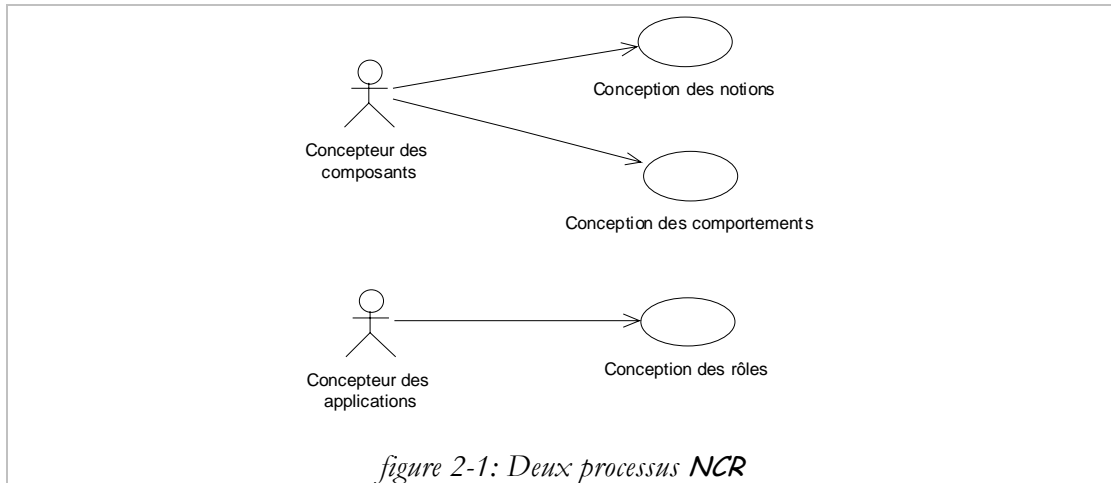 Conception des notions
Concepteur des
composants
Conception des comportements
Concepteur des
applications
Conception des rôles
figure 2-1: Deux processus NCR